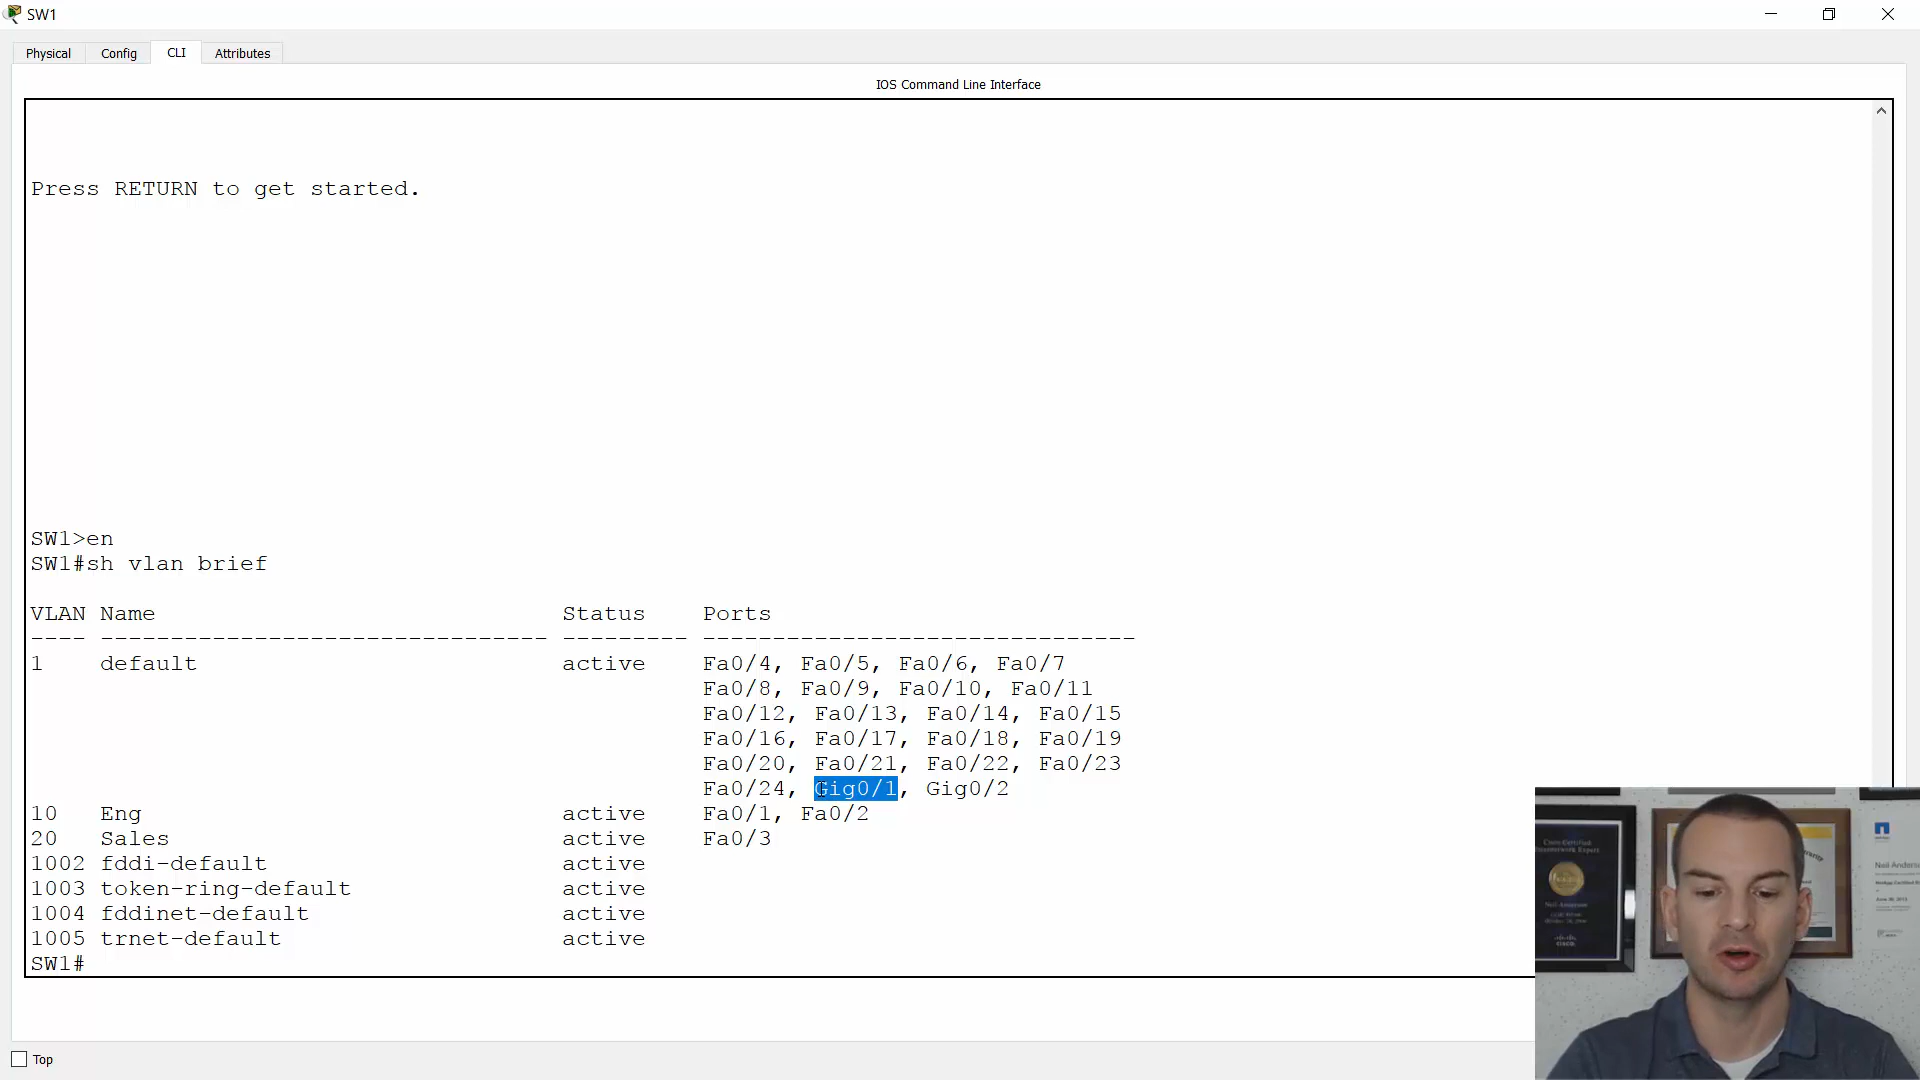 SW1
Physical Config CLI Attributes
IOS Command Line Interface
Press RETURN to get started.
SW1>en
SW1#sh vlan brief
VLAN Name Status Ports
---- -------------------------------- --------- -------------------------------
1 default active Fa0/4, Fa0/5, Fa0/6, Fa0/7
Fa0/8, Fa0/9, Fa0/10, Fa0/11
Fa0/12, Fa0/13, Fa0/14, Fa0/15
Fa0/16, Fa0/17, Fa0/18, Fa0/19
Fa0/20, Fa0/21, Fa0/22, Fa0/23
Fa0/24, Gig0/1, Gig0/2
10 Eng active Fa0/1, Fa0/2
20 Sales active Fa0/3
1002 fddi-default active
1003 token-ring-default active
1004 fddinet-default active
1005 trnet-default active
SW1#
Top